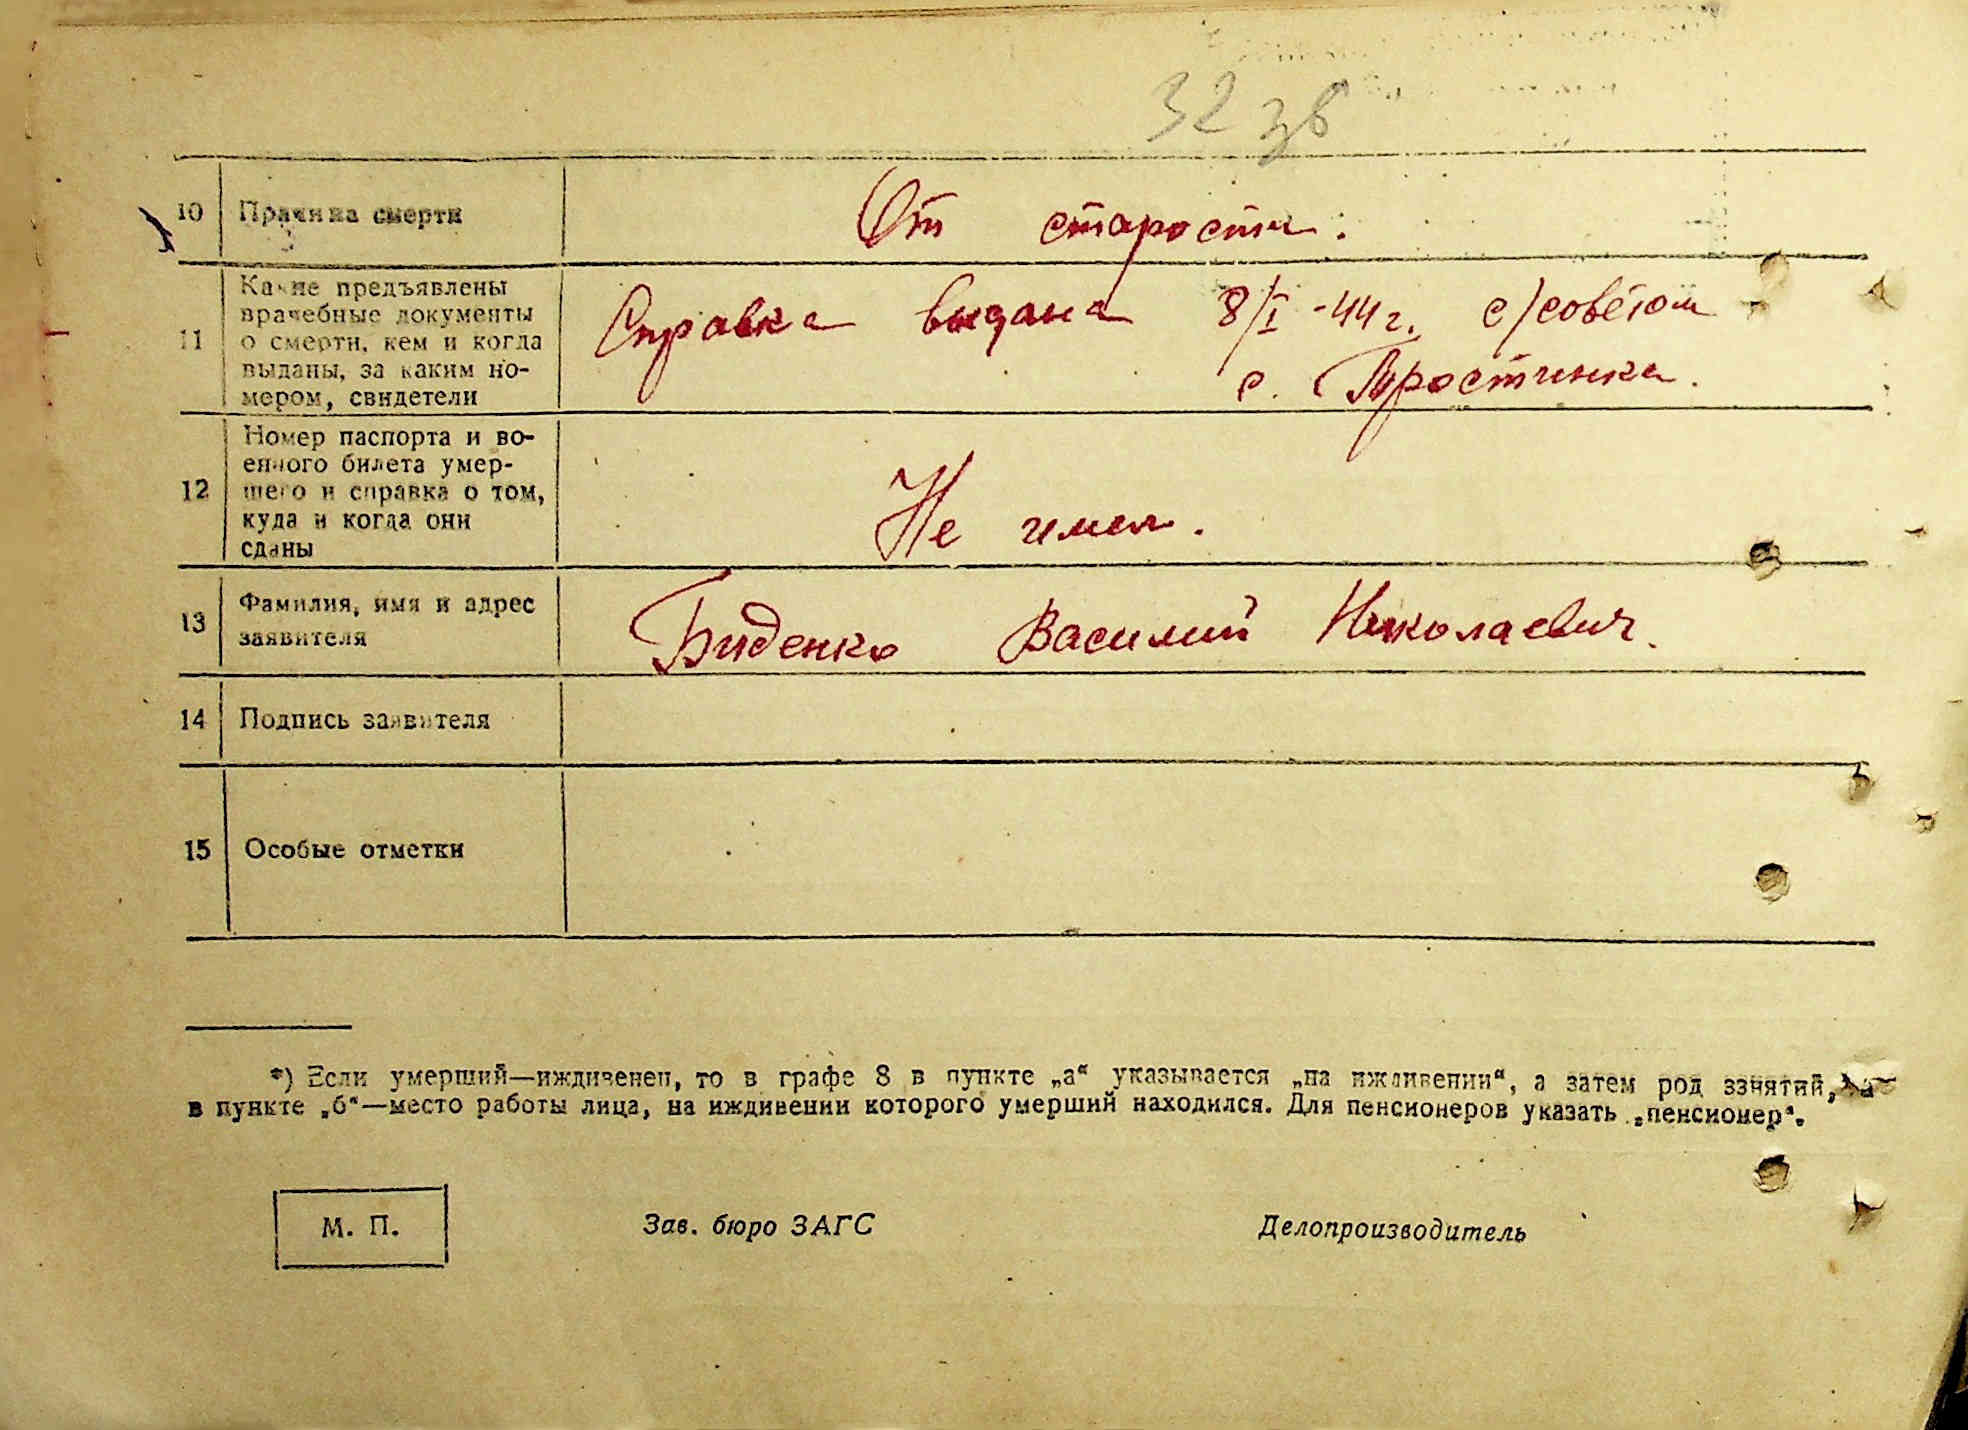 32 зв
10 Причина смерти От старости.
11 Какие предъявлены врачебные документы о смерти, кем и когда выданы, за каким но-
мером, свидетели
Справка выдана 8/I -44 г. с/советом
с. Тростинка.
12 Номер паспорта и во-
енного билета умер-
шего и справка о том,
куда и когда они
сданы
Не имел.
13 Фамилия, имя и адрес
заявителя
Биденко Василий Николаевич.
14 Подпись заявителя
15 Особые отметки
*) Если умерший—иждивенец, то в графе 8 в пункте „а“ указывается „на иждивении“, а затем род занятий, а
в пункте „б“—место работы лица, на иждивении которого умерший находился. Для пенсионеров указать „пенсионер“.
М. П. Зав. бюро ЗАГС Делопроизводитель